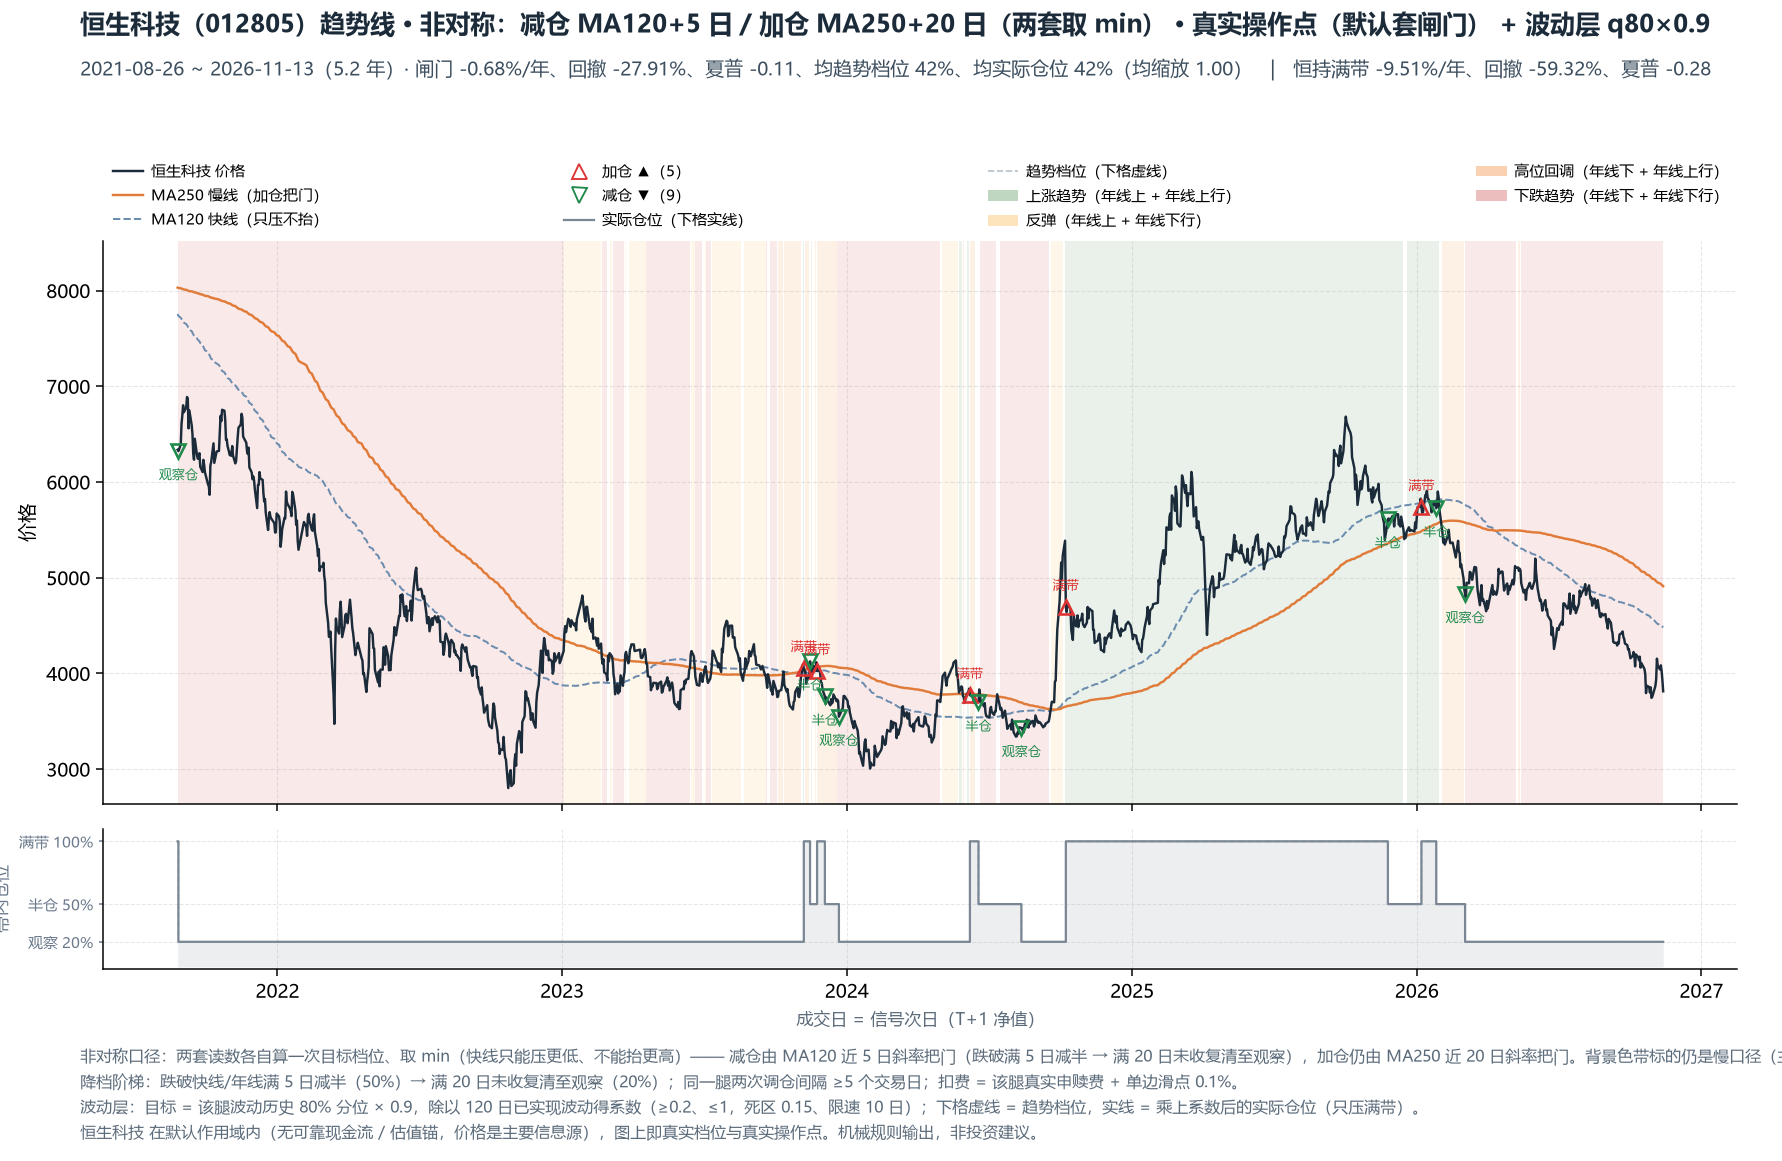 恒生科技（012805）趋势线 • 非对称：减仓 MA120+5 日 / 加仓 MA250+20 日（两套取 min） • 真实操作点（默认套闸门） + 波动层 q80×0.9
2021-08-26 ~ 2026-11-13（5.2 年）· 闸门 -0.68%/年、回撤 -27.91%、夏普 -0.11、均趋势档位 42%、均实际仓位 42%（均缩放 1.00） | 恒持满带 -9.51%/年、回撤 -59.32%、夏普 -0.28
恒生科技 价格
MA250 慢线（加仓把门）
MA120 快线（只压不抬）
加仓 ▲（5）
减仓 ▼（9）
实际仓位（下格实线）
趋势档位（下格虚线）
上涨趋势（年线上 + 年线上行）
反弹（年线上 + 年线下行）
高位回调（年线下 + 年线上行）
下跌趋势（年线下 + 年线下行）
价格
8000
7000
6000
5000
4000
3000
观察仓
满带
满带
半仓
半仓
观察仓
满带
半仓
观察仓
满带
半仓
满带
半仓
观察仓
满带 100%
半仓 50%
观察 20%
2022
2023
2024
2025
2026
2027
成交日 = 信号次日（T+1 净值）
非对称口径：两套读数各自算一次目标档位、取 min（快线只能压更低、不能抬更高）—— 减仓由 MA120 近 5 日斜率把门（跌破满 5 日减半 → 满 20 日未收复清至观察），加仓仍由 MA250 近 20 日斜率把门。背景色带标的仍是慢口径（
降档阶梯：跌破快线/年线满 5 日减半（50%）→ 满 20 日未收复清至观察（20%）；同一腿两次调仓间隔 ≥5 个交易日；扣费 = 该腿真实申赎费 + 单边滑点 0.1%。
波动层：目标 = 该腿波动历史 80% 分位 × 0.9，除以 120 日已实现波动得系数（≥0.2、≤1，死区 0.15、限速 10 日）；下格虚线 = 趋势档位，实线 = 乘上系数后的实际仓位（只压满带）。
恒生科技 在默认作用域内（无可靠现金流 / 估值锚，价格是主要信息源），图上即真实档位与真实操作点。机械规则输出，非投资建议。